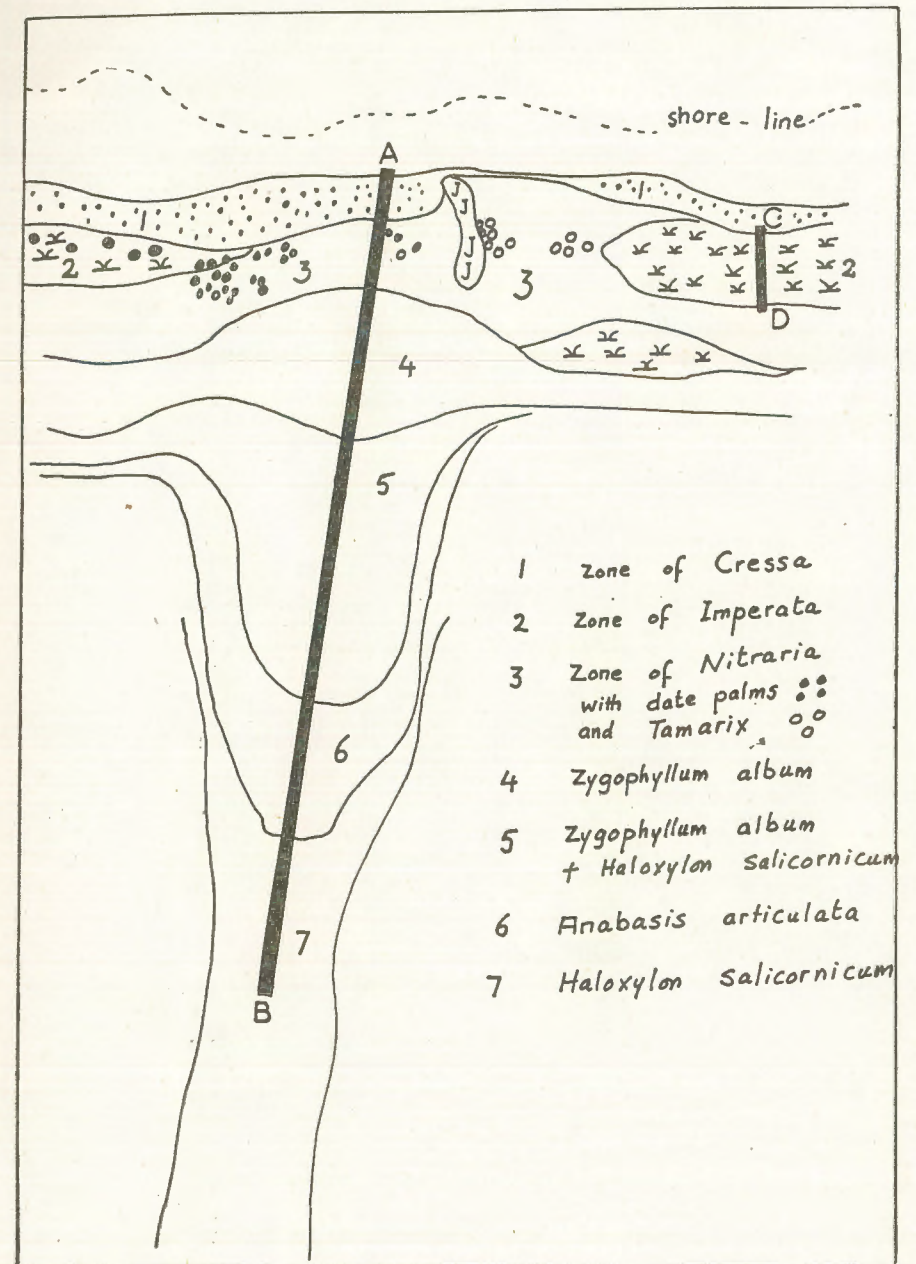 shore - line
A
J
J
J
J
1
1
C
2
3
3
2
D
4
5
6
7
B
1 Zone of Cressa
2 Zone of Imperata
3 Zone of Nitraria
with date palms
and Tamarix
4 Zygophyllum album
5 Zygophyllum album
+ Haloxylon Salicornicum
6 Anabasis articulata
7 Haloxylon Salicornicum